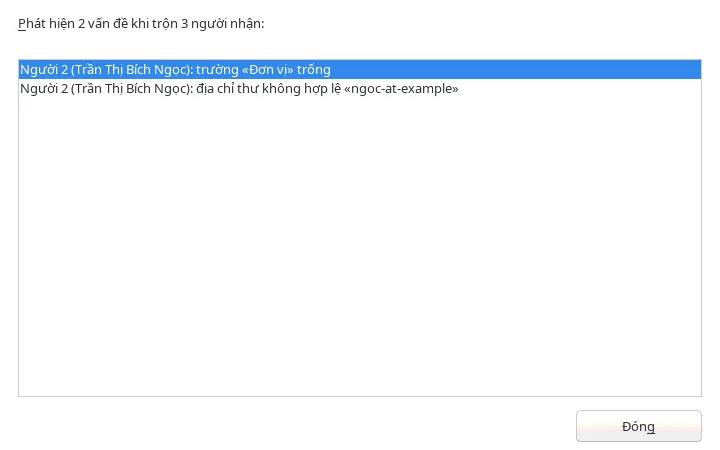 Phát hiện 2 vấn đề khi trộn 3 người nhận:
Người 2 (Trần Thị Bích Ngọc): trường «Đơn vị» trống
Người 2 (Trần Thị Bích Ngọc): địa chỉ thư không hợp lệ «ngoc-at-example»
Đóng